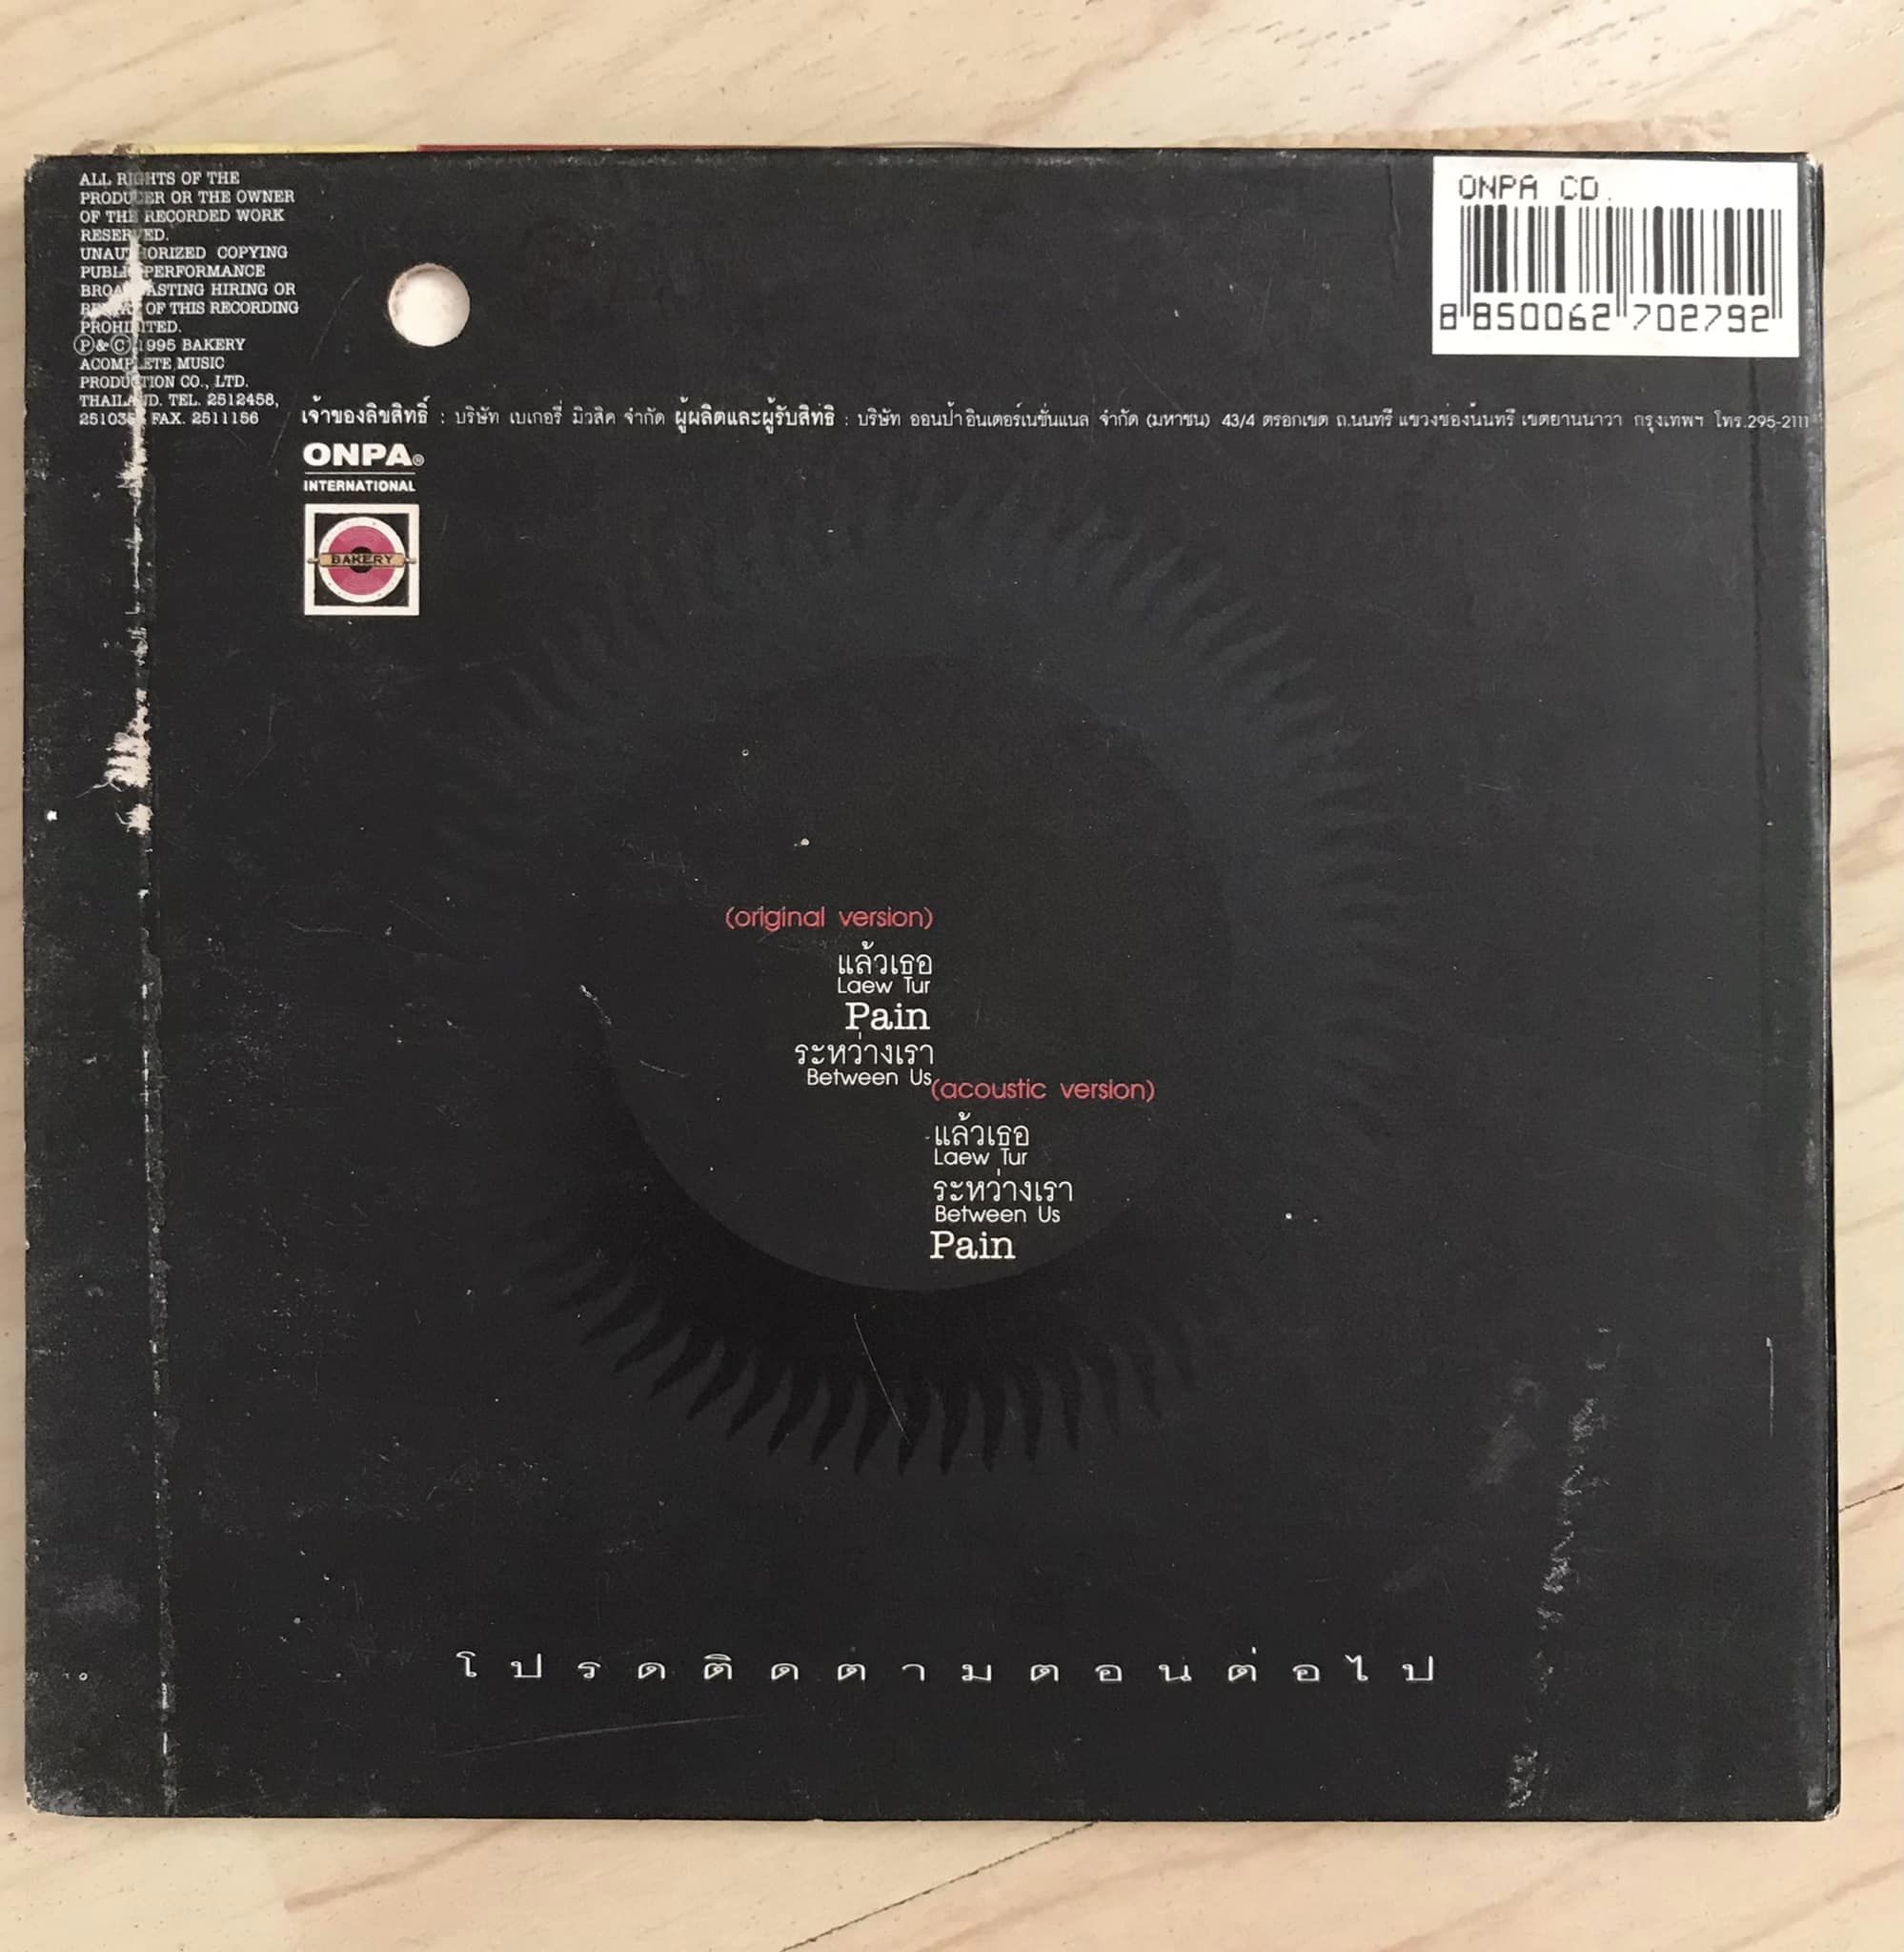 ALL RIGHTS OF THE
PRODUCER OR THE OWNER
OF THE RECORDED WORK
RESERVED.
UNAUTHORIZED COPYING
PUBLIC PERFORMANCE
BROADCASTING HIRING OR
OF THIS RECORDING
PROHIBITED.
Ⓟ&Ⓒ 1995 BAKERY
ACOMPLETE MUSIC
PRODUCTION CO., LTD.
THAILAND. TEL. 2512458,
FAX. 2511156
ONPA CD.
8 850062 702792
เจ้าของลิขสิทธิ์ : บริษัท เบเกอรี่ มิวสิค จำกัด ผู้ผลิตและผู้รับสิทธิ : บริษัท ออนป้า อินเตอร์เนชั่นแนล จำกัด (มหาชน) 43/4 ตรอกเขต ถ.นนทรี แขวงช่องนนทรี เขตยานนาวา กรุงเทพฯ โทร.295-2111
ONPA®
INTERNATIONAL
BAKERY
(original version)
แล้วเธอ
Laew Tur
Pain
ระหว่างเรา
Between Us
(acoustic version)
แล้วเธอ
Laew Tur
ระหว่างเรา
Between Us
Pain
โปรดติดตามตอนต่อไป